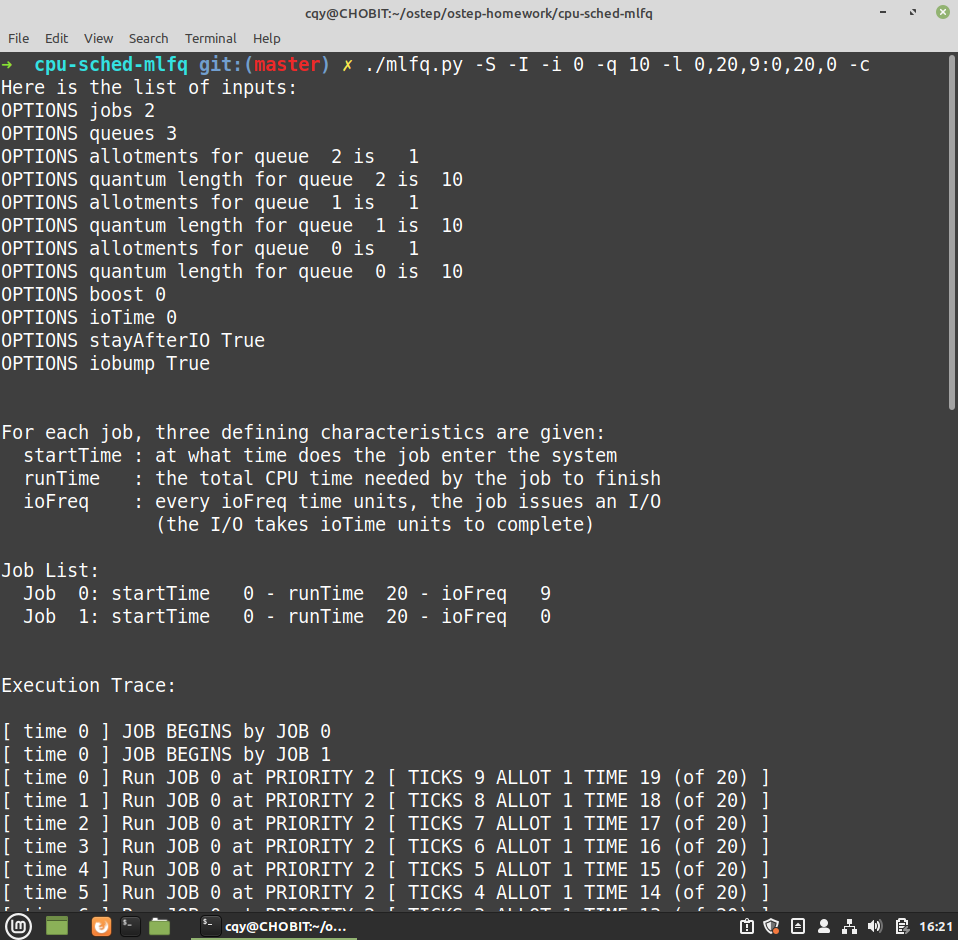 cqy@CHOBIT:~/ostep/ostep-homework/cpu-sched-mlfq
File Edit View Search Terminal Help
→ cpu-sched-mlfq git:(master) ✗ ./mlfq.py -S -I -i 0 -q 10 -l 0,20,9:0,20,0 -c
Here is the list of inputs:
OPTIONS jobs 2
OPTIONS queues 3
OPTIONS allotments for queue  2 is   1
OPTIONS quantum length for queue  2 is  10
OPTIONS allotments for queue  1 is   1
OPTIONS quantum length for queue  1 is  10
OPTIONS allotments for queue  0 is   1
OPTIONS quantum length for queue  0 is  10
OPTIONS boost 0
OPTIONS ioTime 0
OPTIONS stayAfterIO True
OPTIONS iobump True
For each job, three defining characteristics are given:
  startTime : at what time does the job enter the system
  runTime   : the total CPU time needed by the job to finish
  ioFreq    : every ioFreq time units, the job issues an I/O
              (the I/O takes ioTime units to complete)
Job List:
  Job  0: startTime   0 - runTime  20 - ioFreq   9
  Job  1: startTime   0 - runTime  20 - ioFreq   0
Execution Trace:
[ time 0 ] JOB BEGINS by JOB 0
[ time 0 ] JOB BEGINS by JOB 1
[ time 0 ] Run JOB 0 at PRIORITY 2 [ TICKS 9 ALLOT 1 TIME 19 (of 20) ]
[ time 1 ] Run JOB 0 at PRIORITY 2 [ TICKS 8 ALLOT 1 TIME 18 (of 20) ]
[ time 2 ] Run JOB 0 at PRIORITY 2 [ TICKS 7 ALLOT 1 TIME 17 (of 20) ]
[ time 3 ] Run JOB 0 at PRIORITY 2 [ TICKS 6 ALLOT 1 TIME 16 (of 20) ]
[ time 4 ] Run JOB 0 at PRIORITY 2 [ TICKS 5 ALLOT 1 TIME 15 (of 20) ]
[ time 5 ] Run JOB 0 at PRIORITY 2 [ TICKS 4 ALLOT 1 TIME 14 (of 20) ]
cqy@CHOBIT:~/o... 16:21